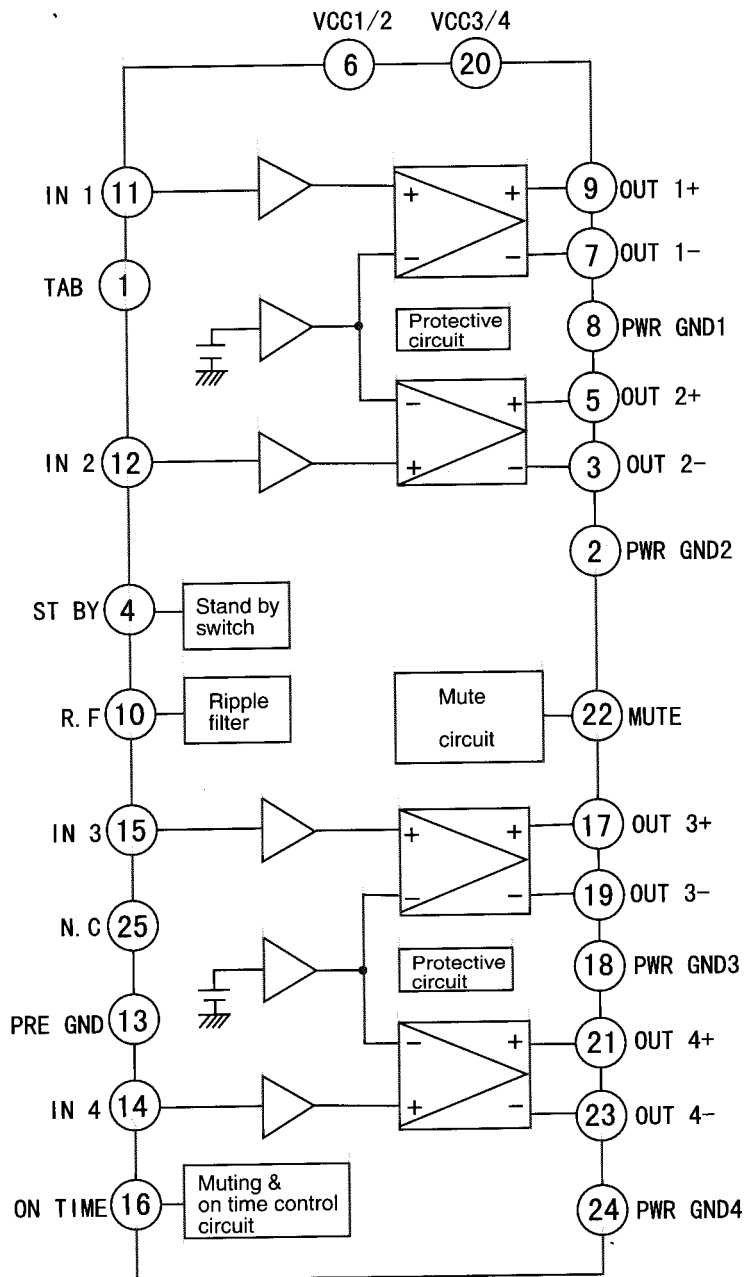 VCC1/2 VCC3/4
6 20
IN 1 11 + + 9 OUT 1+
− − 7 OUT 1-
TAB 1
Protective
circuit
8 PWR GND1
− + 5 OUT 2+
IN 2 12 + − 3 OUT 2-
2 PWR GND2
ST BY 4 Stand by
switch
R.F 10 Ripple
filter
Mute
circuit
22 MUTE
IN 3 15 + + 17 OUT 3+
− − 19 OUT 3-
N.C 25
Protective
circuit
18 PWR GND3
PRE GND 13
− + 21 OUT 4+
IN 4 14 + − 23 OUT 4-
ON TIME 16 Muting &
on time control
circuit
24 PWR GND4